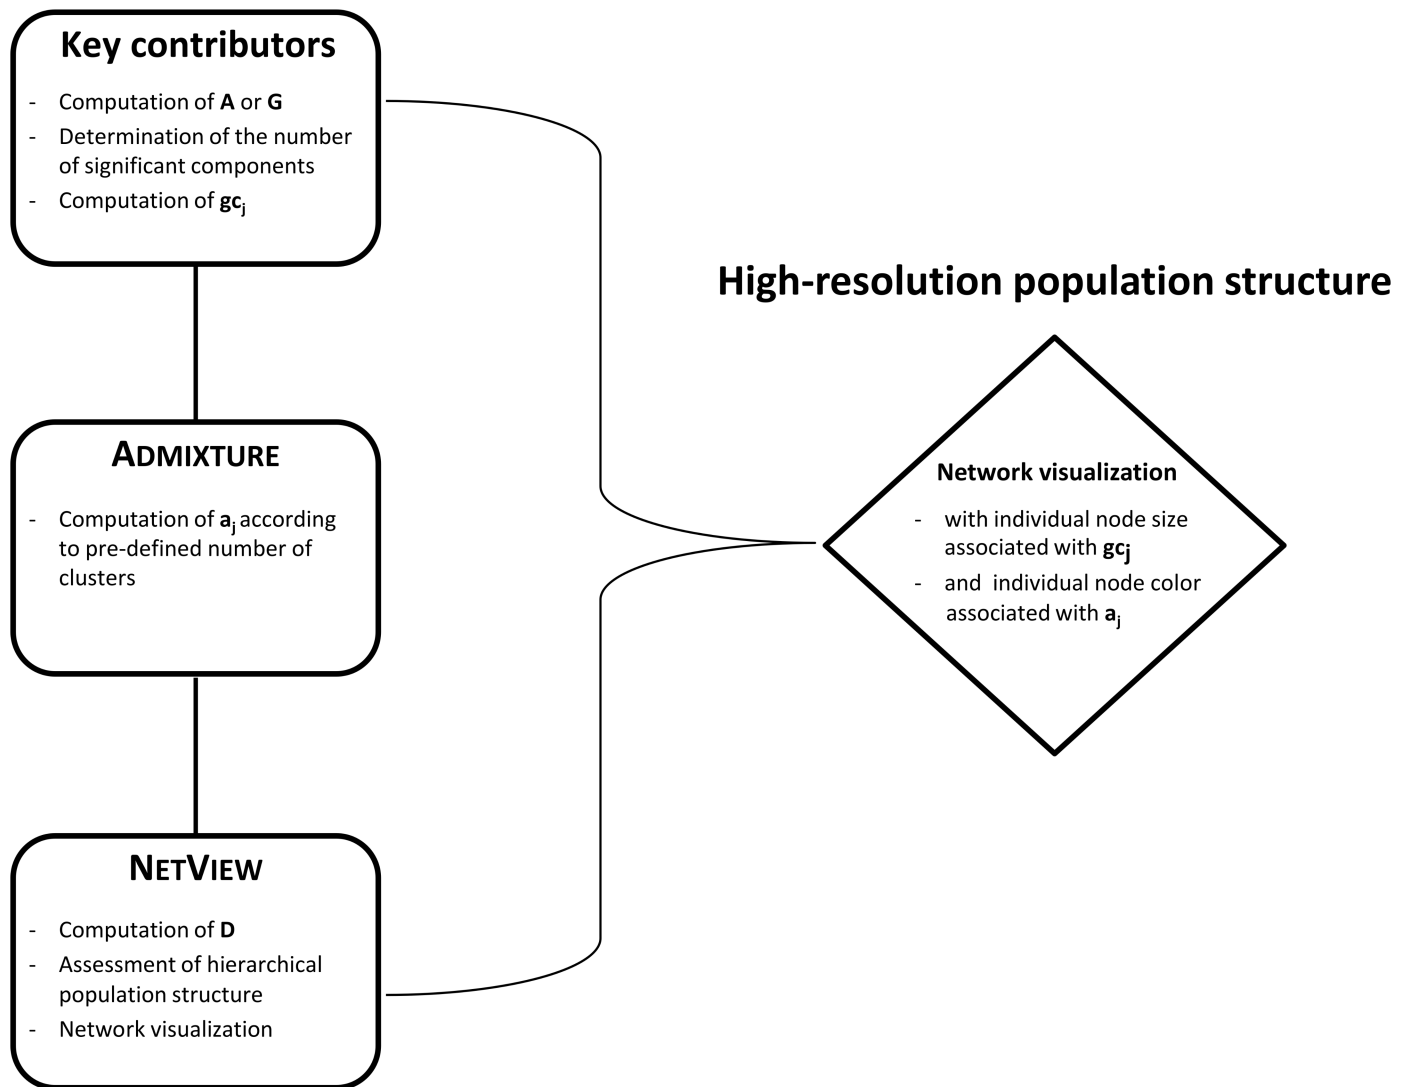 Key contributors
- Computation of A or G
- Determination of the number
of significant components
- Computation of gcj
High-resolution population structure
ADMIXTURE
- Computation of aj according
to pre-defined number of
clusters
Network visualization
- with individual node size
associated with gcj
- and individual node color
associated with aj
NETVIEW
- Computation of D
- Assessment of hierarchical
population structure
- Network visualization